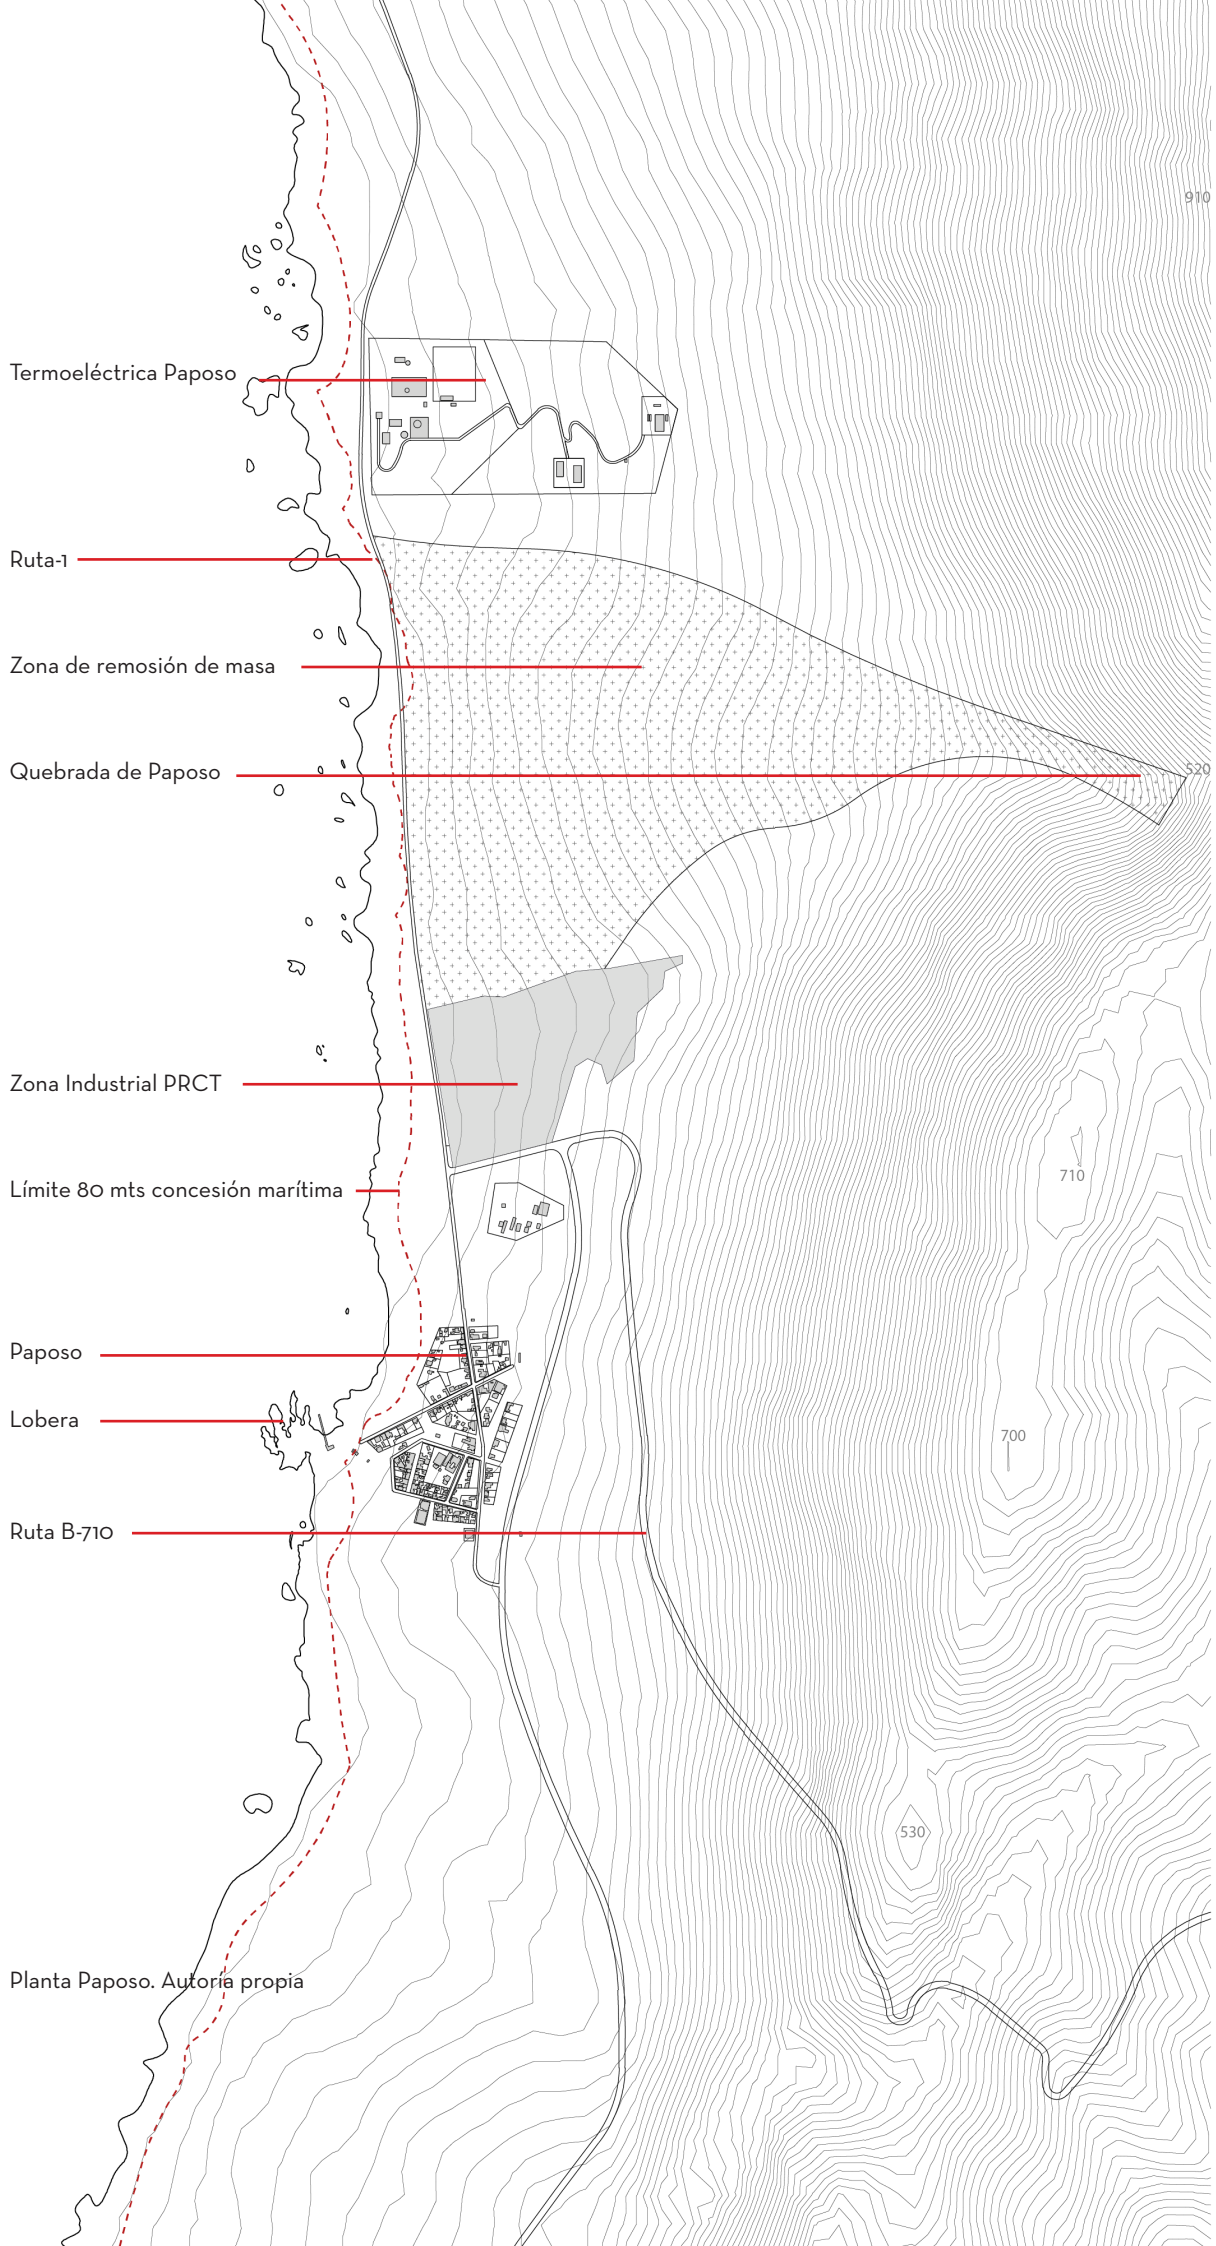 910
Termoeléctrica Paposo
Ruta-1
Zona de remosión de masa
Quebrada de Paposo
520
Zona Industrial PRCT
710
Límite 80 mts concesión marítima
Paposo
Lobera
700
Ruta B-710
530
Planta Paposo. Autoría propia